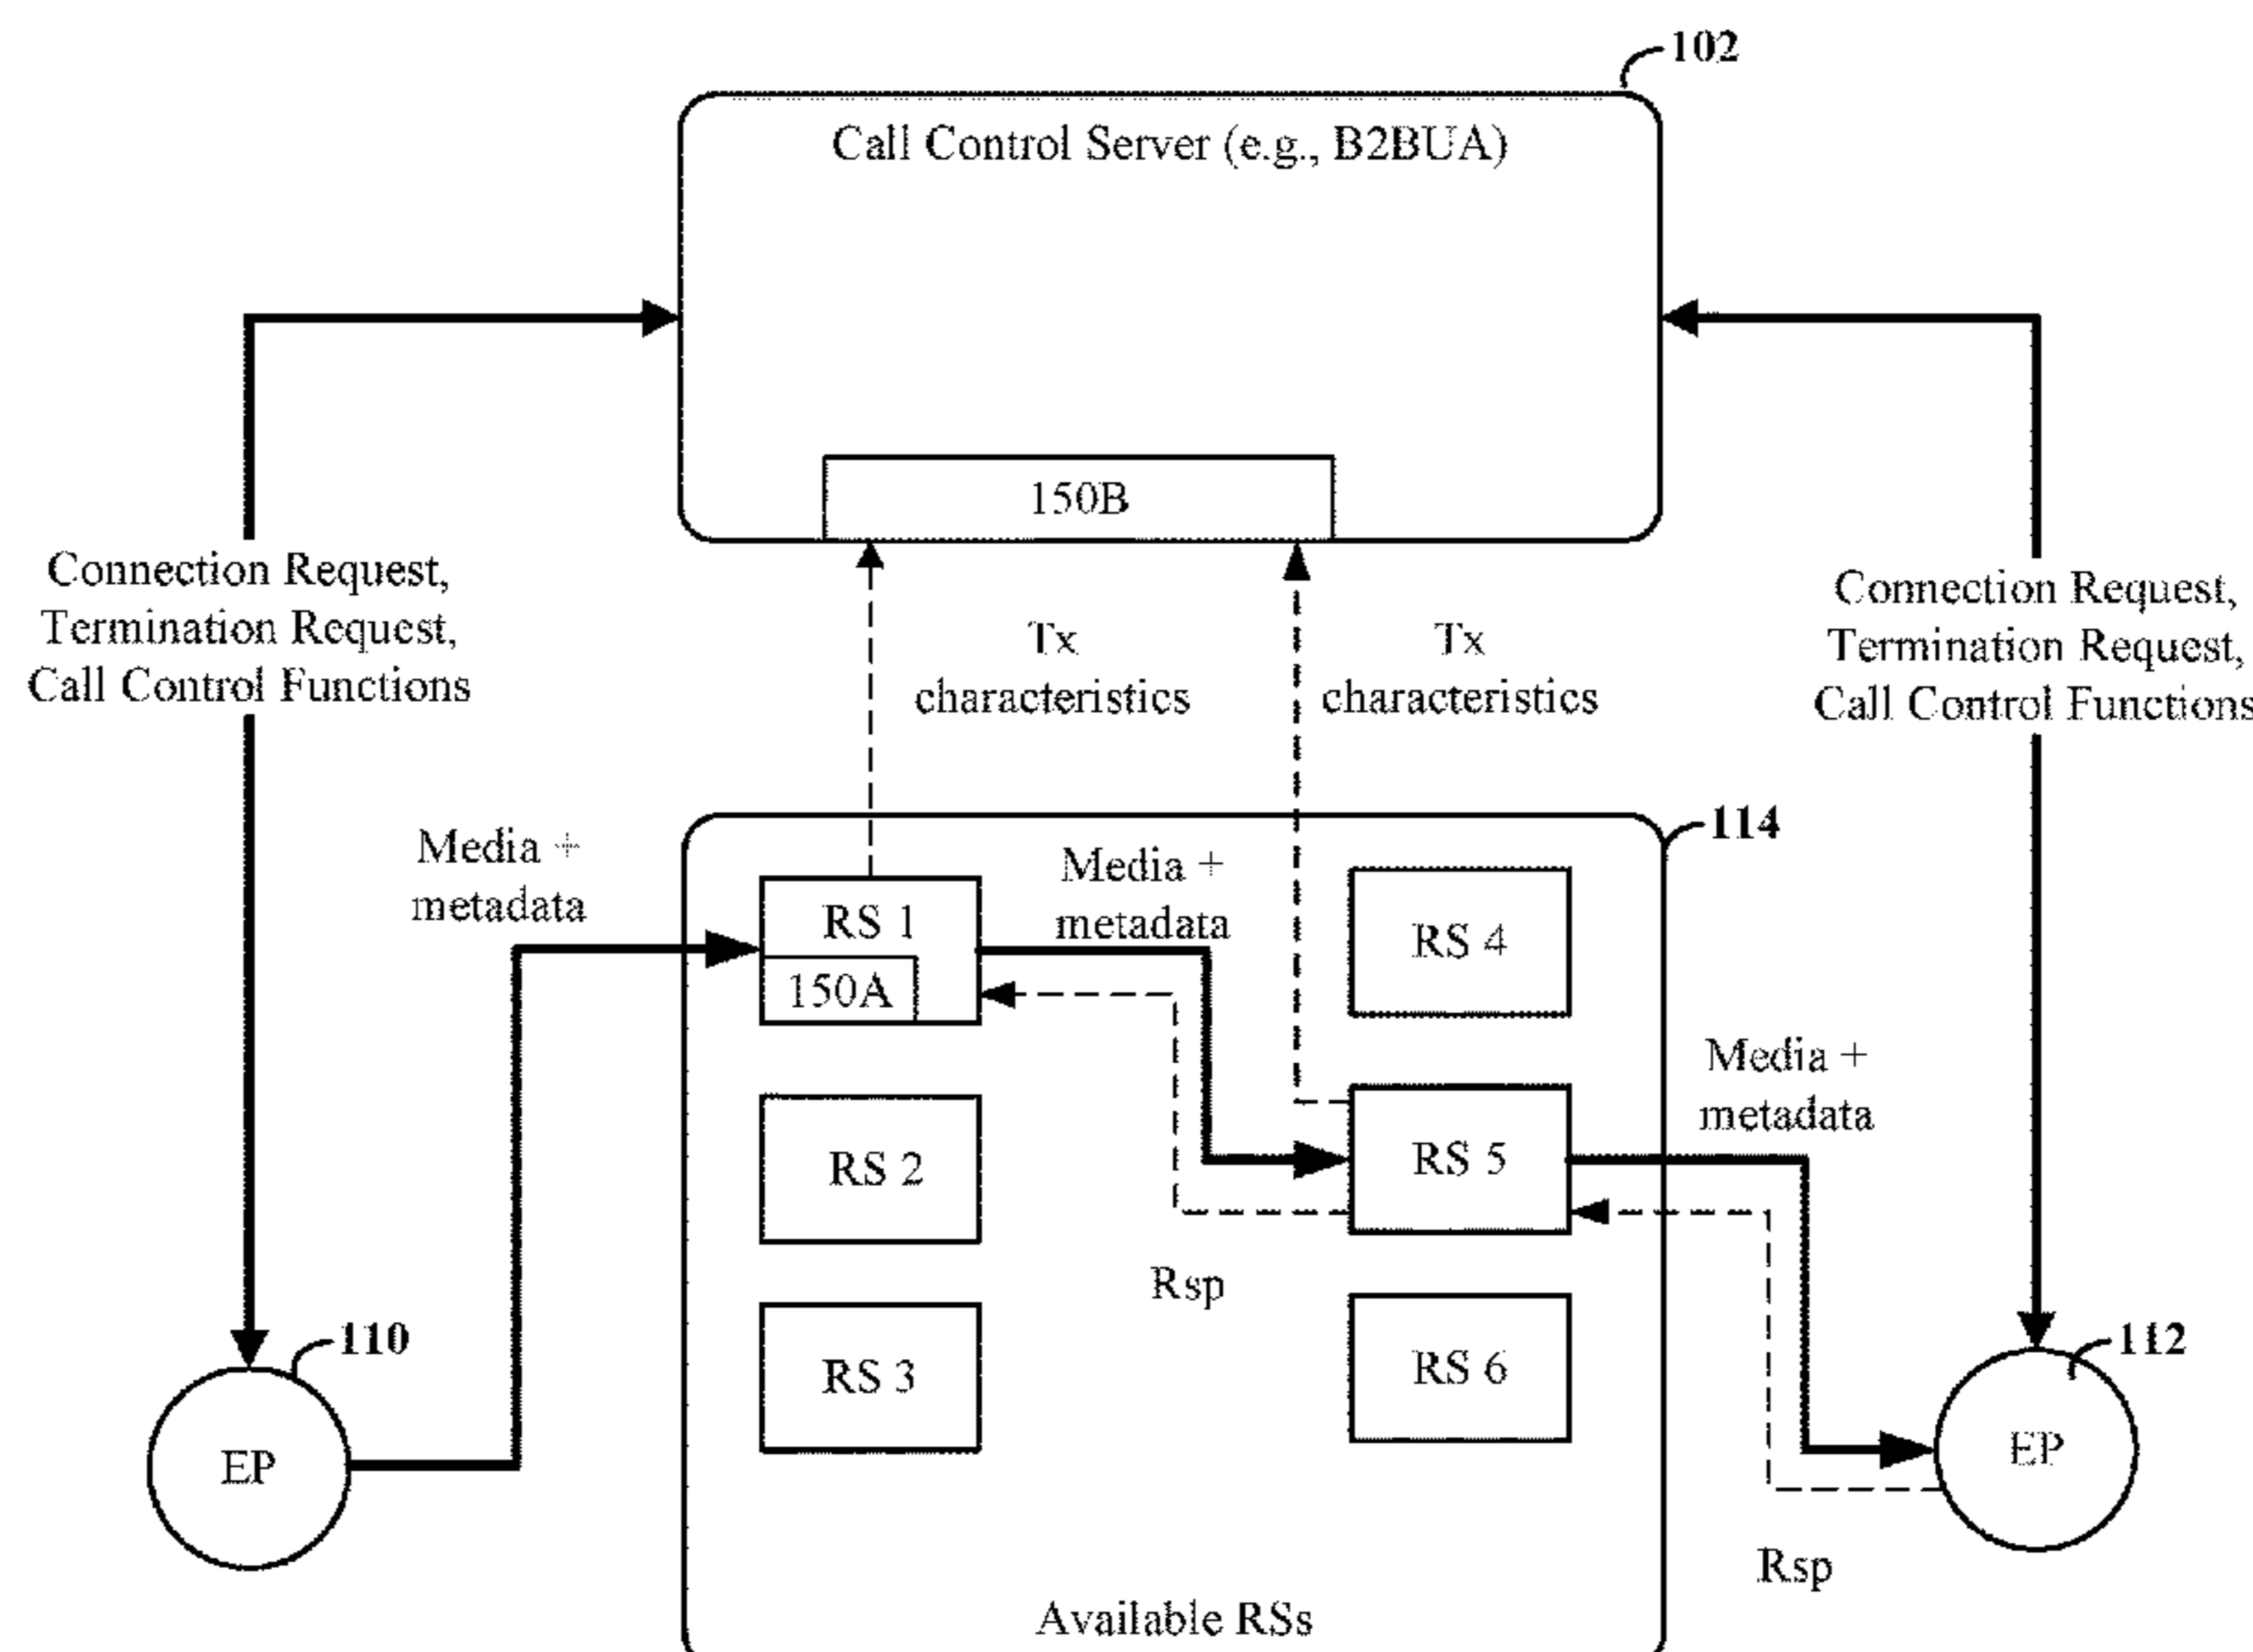 102
Call Control Server (e.g., B2BUA)
150B
Connection Request,
Termination Request,
Call Control Functions
Tx
characteristics
Tx
characteristics
Connection Request,
Termination Request,
Call Control Functions
114
Media +
metadata
Media +
metadata
RS 1
150A
RS 4
Media +
metadata
RS 2
RS 5
Rsp
RS 3
RS 6
110
EP
112
EP
Rsp
Available RSs